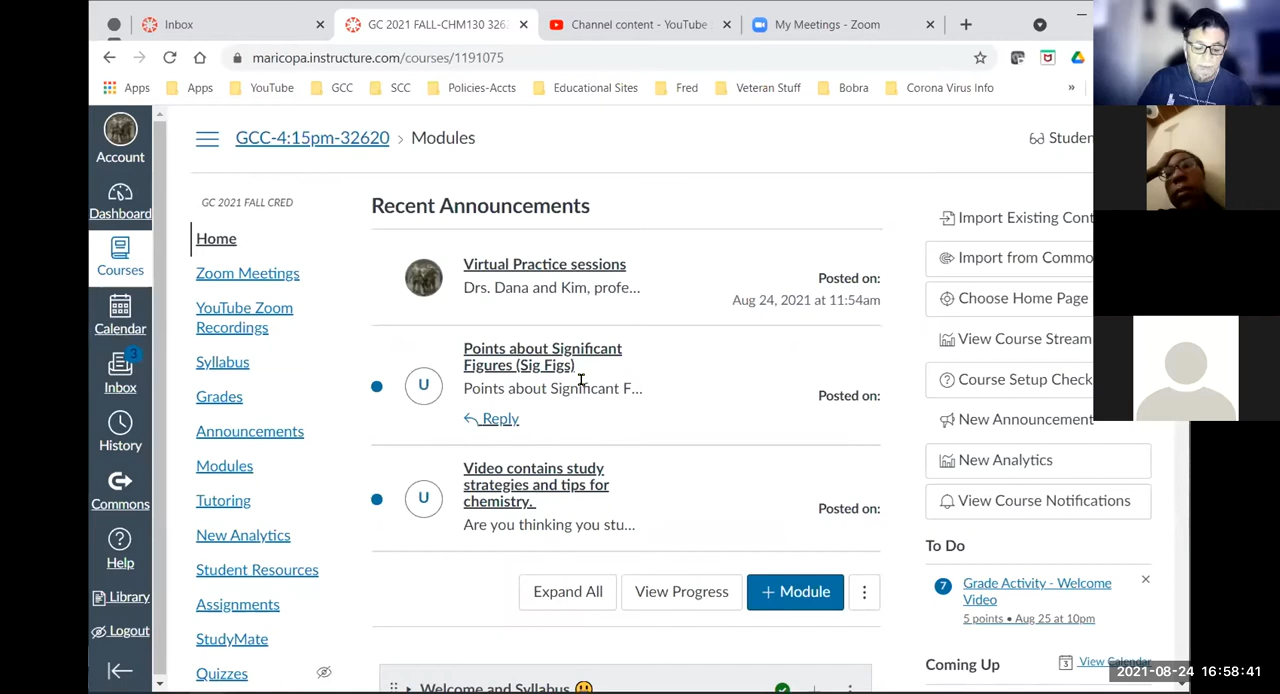 Inbox
GC 2021 FALL-CHM130 326
Channel content - YouTube
My Meetings - Zoom
maricopa.instructure.com/courses/1191075
Apps
Apps
YouTube
GCC
SCC
Policies-Accts
Educational Sites
Fred
Veteran Stuff
Bobra
Corona Virus Info
»
Account
Dashboard
Courses
Calendar
3
Inbox
History
Commons
Help
Library
Logout
GCC-4:15pm-32620 › Modules
Studen
GC 2021 FALL CRED
Home
Zoom Meetings
YouTube Zoom
Recordings
Syllabus
Grades
Announcements
Modules
Tutoring
New Analytics
Student Resources
Assignments
StudyMate
Quizzes
Recent Announcements
Virtual Practice sessions
Drs. Dana and Kim, profe...
Posted on:
Aug 24, 2021 at 11:54am
U
Points about Significant
Figures (Sig Figs)
Points about Significant F...
Reply
Posted on:
U
Video contains study
strategies and tips for
chemistry.
Are you thinking you stu...
Posted on:
Expand All
View Progress
+ Module
Welcome and Syllabus
Import Existing Cont
Import from Commo
Choose Home Page
View Course Stream
Course Setup Check
New Announcement
New Analytics
View Course Notifications
To Do
7
Grade Activity - Welcome
Video
5 points • Aug 25 at 10pm
Coming Up
3
View Calendar
2021-08-24 16:58:41